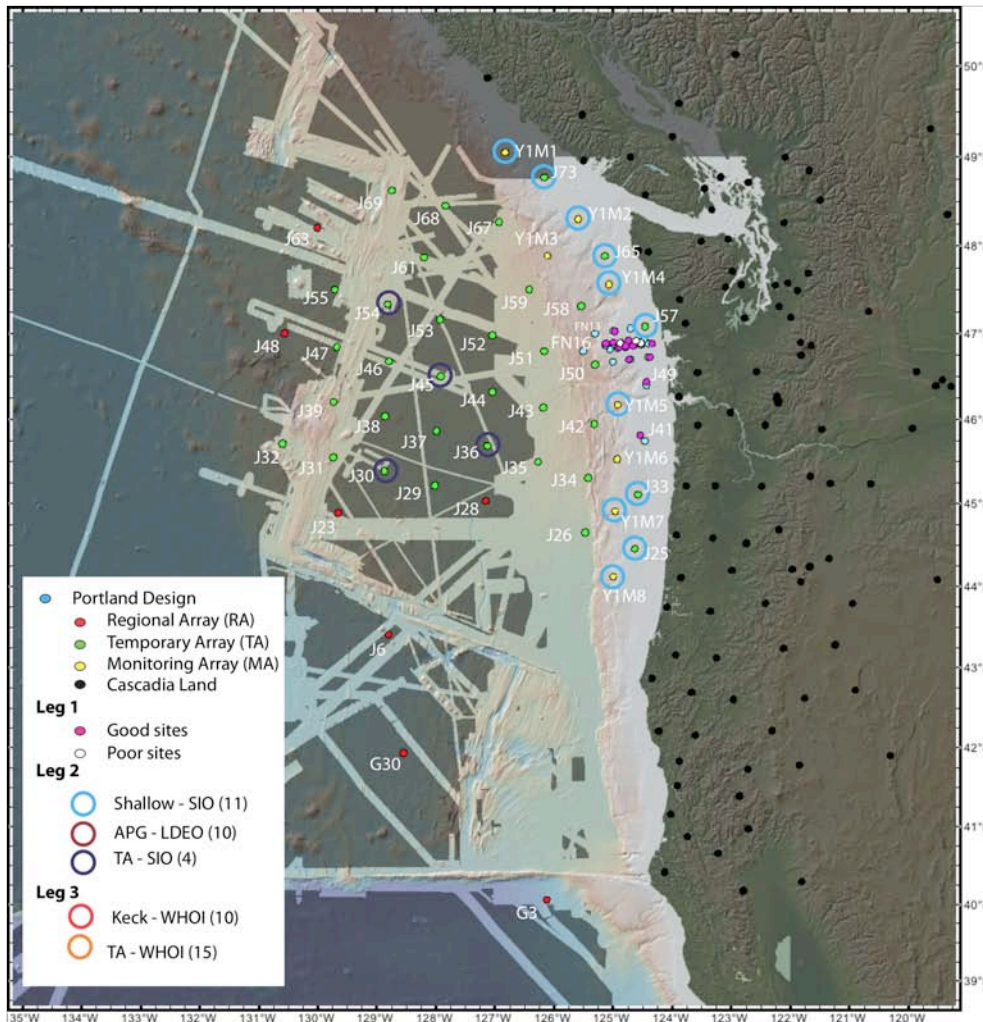 50°N
49°N
Y1M1
J73
J69
J68
J67
Y1M2
J63
Y1M3
48°N
J61
J65
Y1M4
J55
J54
J59
J58
J57
J53
47°N
J48
J47
J52
J51
FN13
FN16
J46
J50
J49
J45
J44
46°N
J39
J38
J43
J42
Y1M5
J41
J37
J36
J32
J31
J30
J35
Y1M6
J34
J29
J33
45°N
J28
J23
Y1M7
J26
J25
44°N
Y1M8
Portland Design
Regional Array (RA)
Temporary Array (TA)
Monitoring Array (MA)
Cascadia Land
Leg 1
Good sites
Poor sites
Leg 2
Shallow - SIO (11)
APG - LDEO (10)
TA - SIO (4)
Leg 3
Keck - WHOI (10)
TA - WHOI (15)
J6
43°N
G30
42°N
41°N
40°N
G3
39°N
135°W 134°W 133°W 132°W 131°W 130°W 129°W 128°W 127°W 126°W 125°W 124°W 123°W 122°W 121°W 120°W